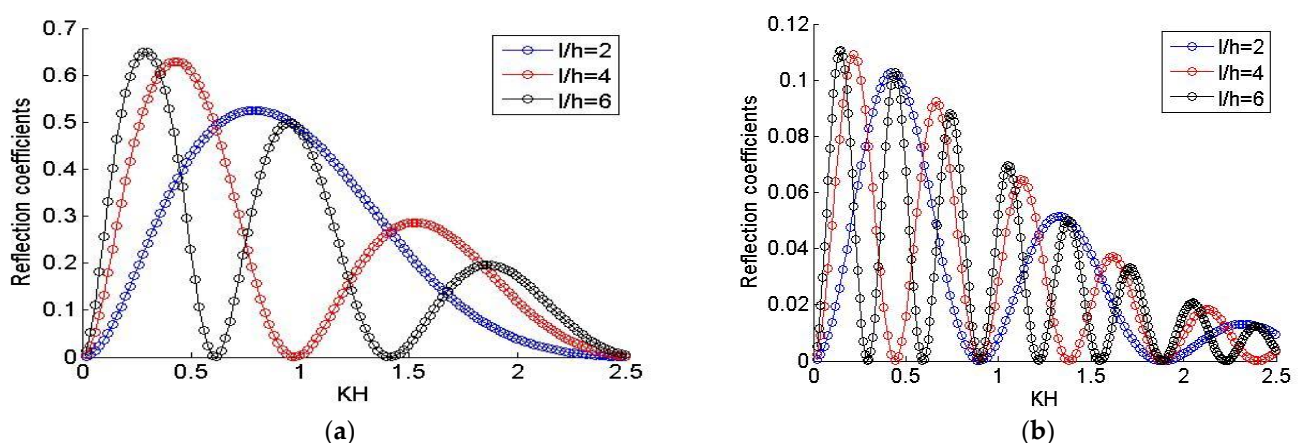 0.7
0.6
0.5
0.4
0.3
0.2
0.1
0
Reflection coefficients
l/h=2
l/h=4
l/h=6
0 0.5 1 1.5 2 2.5
KH
(a)
0.12
0.1
0.08
0.06
0.04
0.02
0
Reflection coefficients
l/h=2
l/h=4
l/h=6
0 0.5 1 1.5 2 2.5
KH
(b)